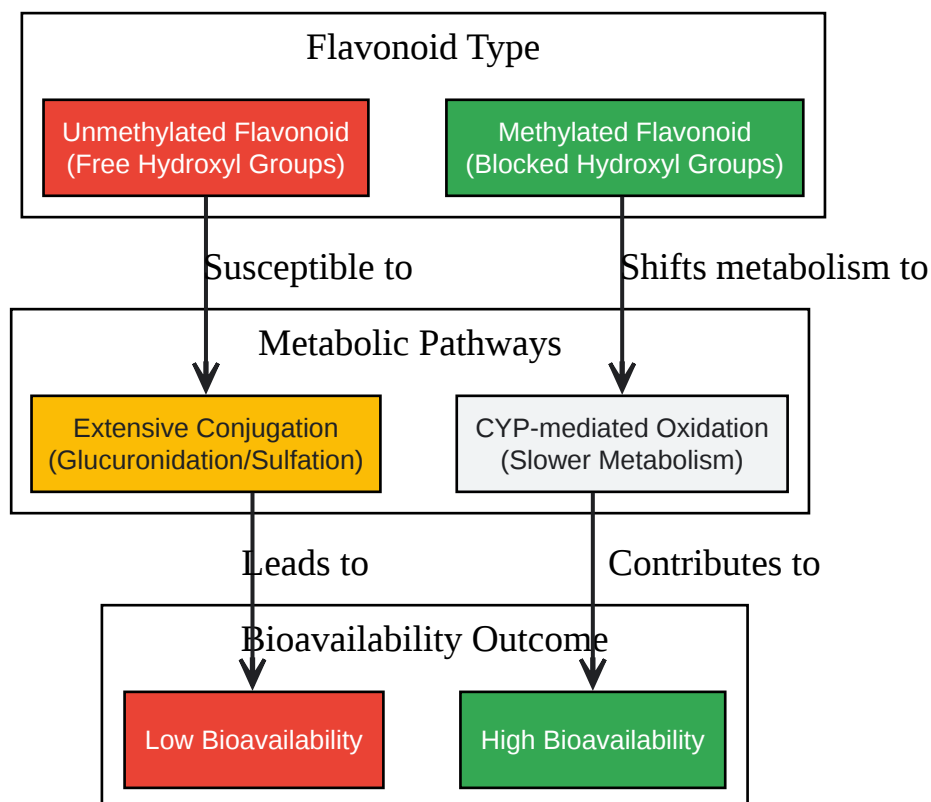 Flavonoid Type
Unmethylated Flavonoid
(Free Hydroxyl Groups)
Methylated Flavonoid
(Blocked Hydroxyl Groups)
Susceptible to
Shifts metabolism to
Metabolic Pathways
Extensive Conjugation
(Glucuronidation/Sulfation)
CYP-mediated Oxidation
(Slower Metabolism)
Leads to
Contributes to
Bioavailability Outcome
Low Bioavailability
High Bioavailability